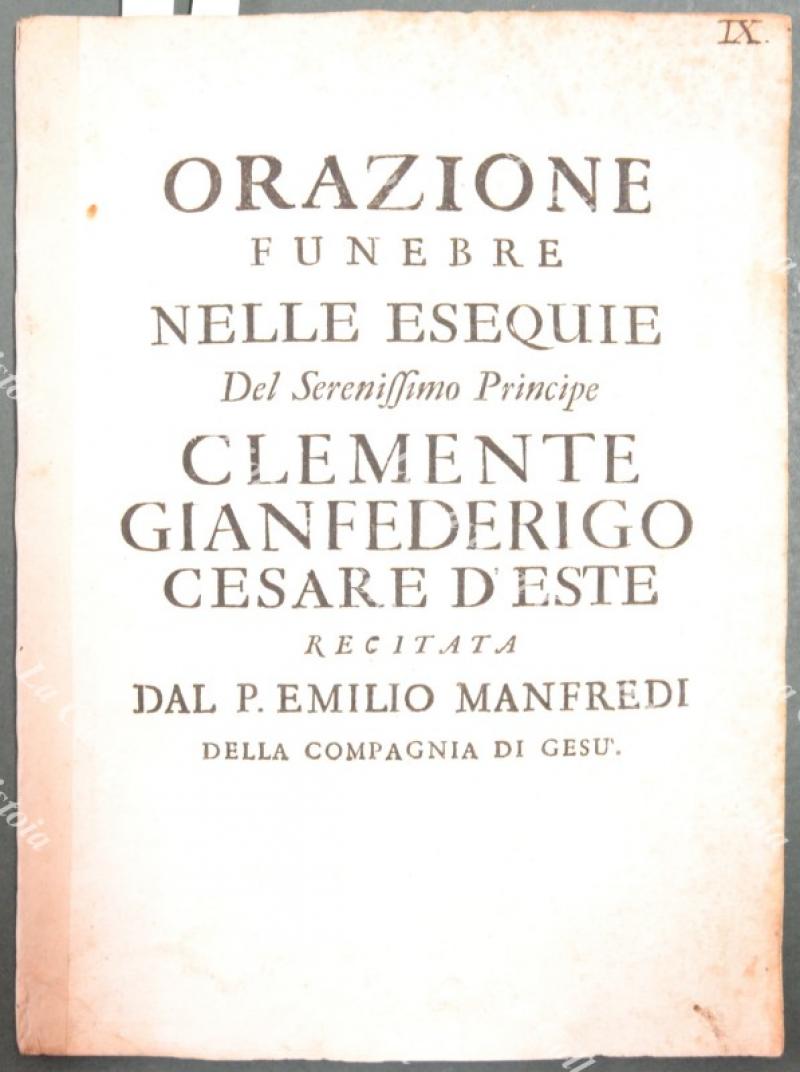 IX.
ORAZIONE
FUNEBRE
NELLE ESEQUIE
Del Sereniſſimo Principe
CLEMENTE
GIANFEDERIGO
CESARE D'ESTE
RECITATA
DAL P. EMILIO MANFREDI
DELLA COMPAGNIA DI GESU'.